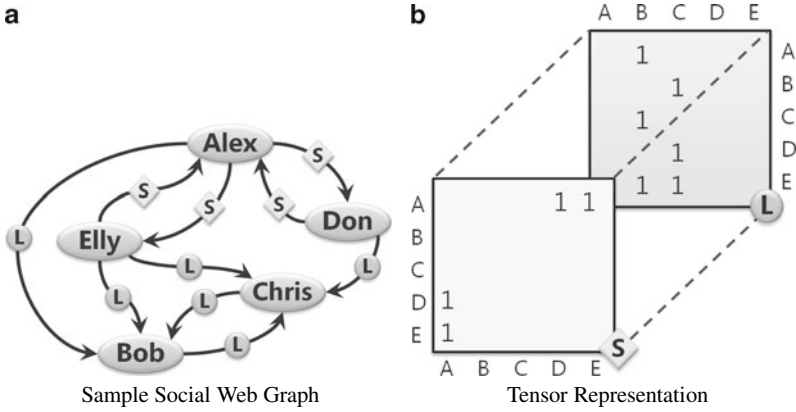 a
Alex
S
S
S
S
Don
Elly
L
L
L
L
L
Chris
L
Bob
Sample Social Web Graph
b
A B C D E
1 A
1 B
1 C
1 D
1 1 E
L
A 1 1
B
C
D 1
E 1
S
A B C D E
Tensor Representation